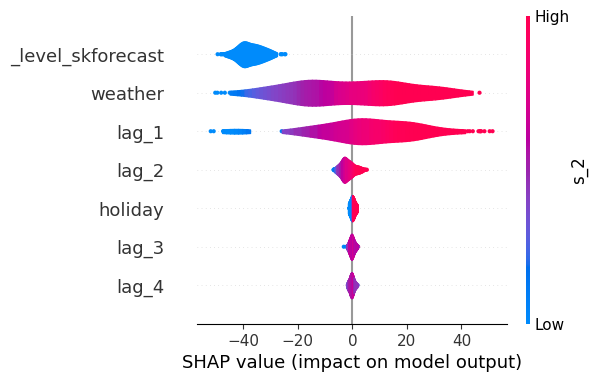 High
_level_skforecast
weather
lag_1
lag_2
holiday
lag_3
lag_4
s_2
Low
−40 −20 0 20 40
SHAP value (impact on model output)